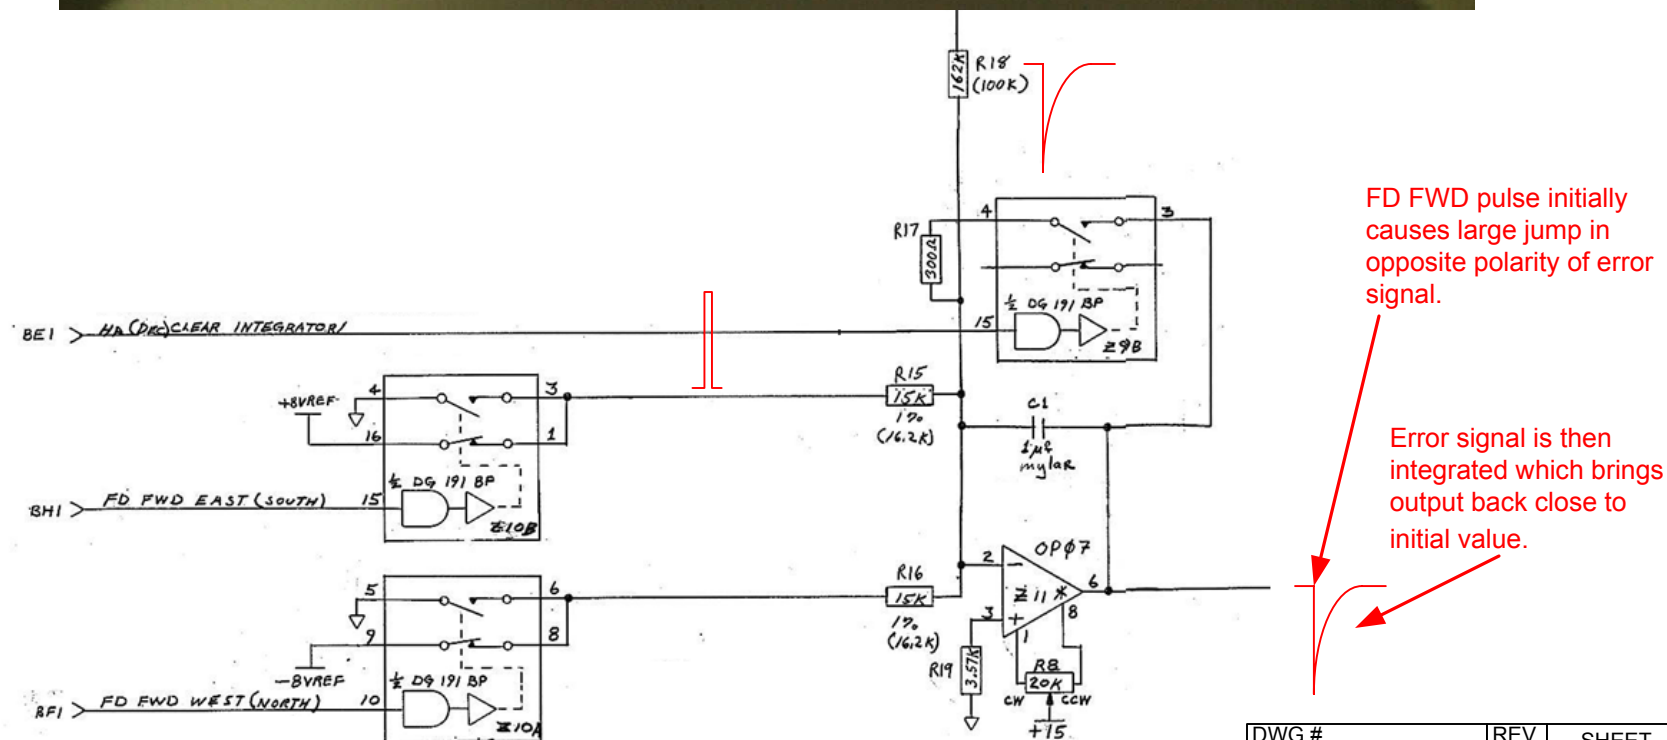 162K
R18
(100K)
FD FWD pulse initially
causes large jump in
opposite polarity of error
signal.
4
3
R17
300Ω
½ DG 191 BP
15
Z9B
BE1
HA (DEC) CLEAR INTEGRATOR/
+8VREF
4
3
16
1
½ DG 191 BP
BH1
FD FWD EAST (SOUTH)
15
Z10B
R15
15K
1%
(16.2K)
C1
1µf
mylar
Error signal is then
integrated which brings
output back close to
initial value.
OPØ7
2
−
Z11*
6
3
+
1
8
R16
15K
1%
(16.2K)
R19
3.57K
R8
20K
CW
CCW
+15
5
6
9
8
-8VREF
½ DG 191 BP
BF1
FD FWD WEST (NORTH)
10
Z10A
DWG #
REV
SHEET